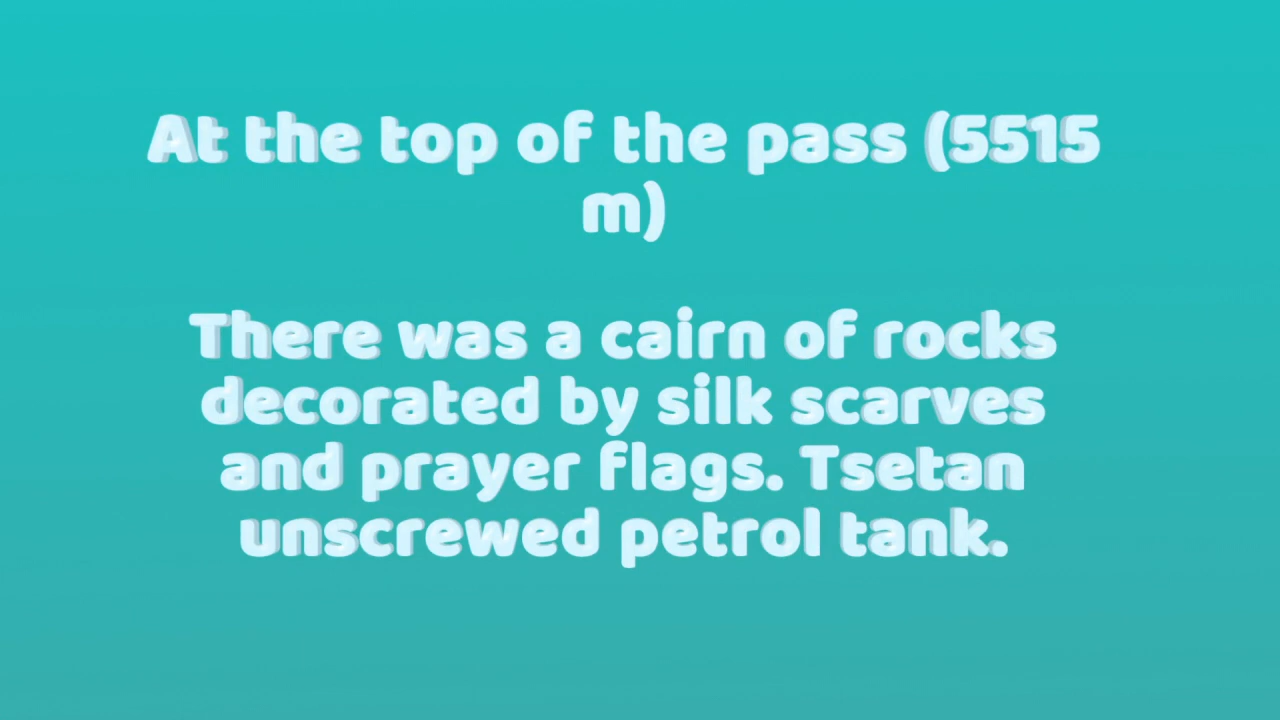 At the top of the pass (5515
m)
There was a cairn of rocks
decorated by silk scarves
and prayer flags. Tsetan
unscrewed petrol tank.